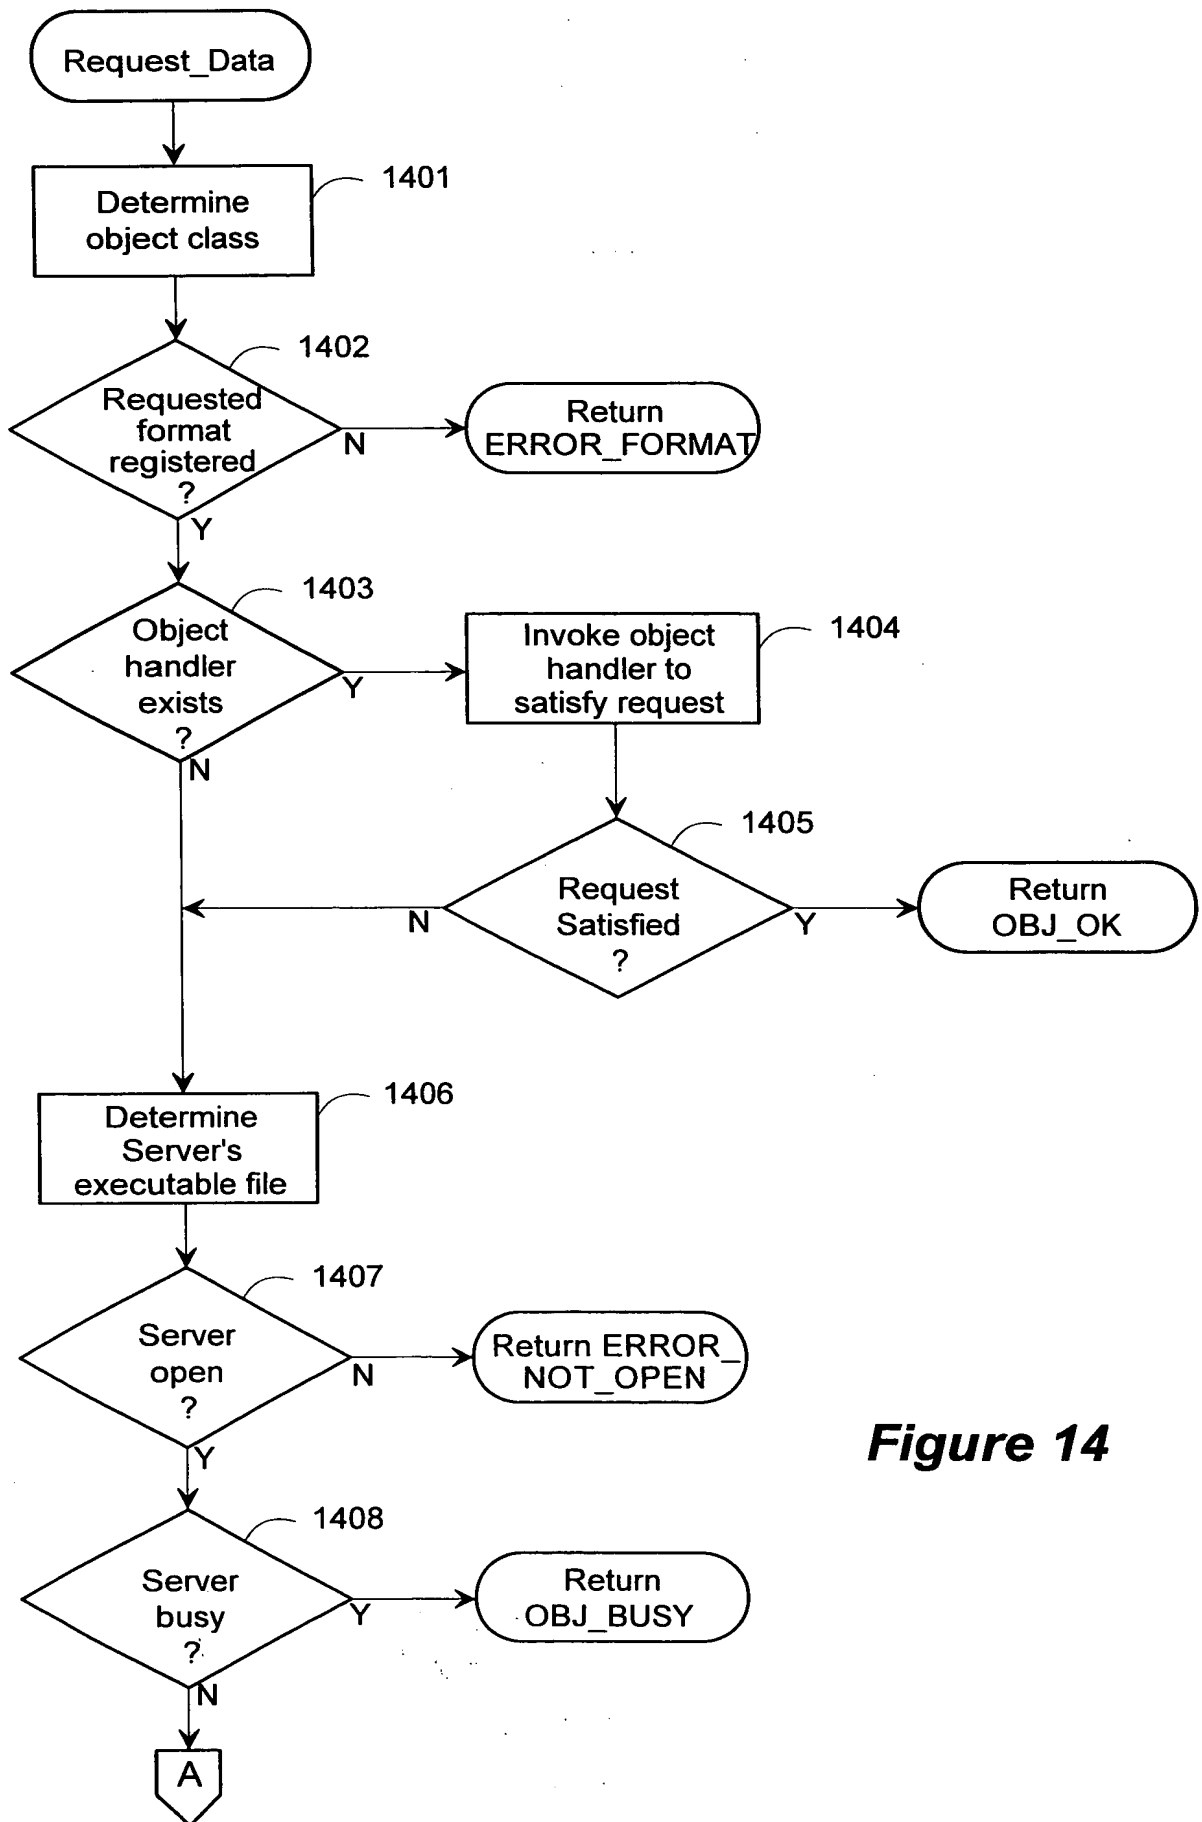 Request_Data
1401
Determine
object class
1402
Requested
format
registered
?
N
Return
ERROR_FORMAT
Y
1403
Object
handler
exists
?
Y
1404
Invoke object
handler to
satisfy request
N
1405
Request
Satisfied
?
N
Y
Return
OBJ_OK
1406
Determine
Server's
executable file
1407
Server
open
?
N
Return ERROR_
NOT_OPEN
Y
Figure 14
1408
Server
busy
?
Y
Return
OBJ_BUSY
N
A